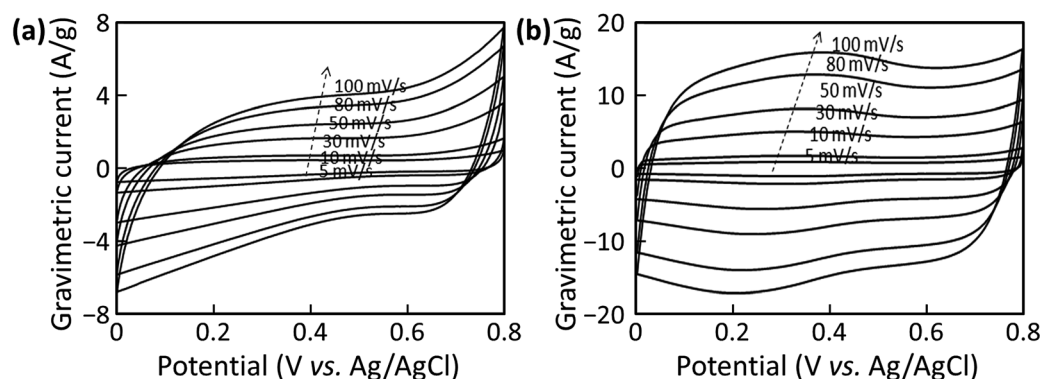 (a)
Gravimetric current (A/g)
8
4
0
−4
−8
100 mV/s
80 mV/s
50 mV/s
30 mV/s
10 mV/s
5 mV/s
0 0.2 0.4 0.6 0.8
Potential (V vs. Ag/AgCl)
(b)
Gravimetric current (A/g)
20
10
0
−10
−20
100 mV/s
80 mV/s
50 mV/s
30 mV/s
10 mV/s
5 mV/s
0 0.2 0.4 0.6 0.8
Potential (V vs. Ag/AgCl)